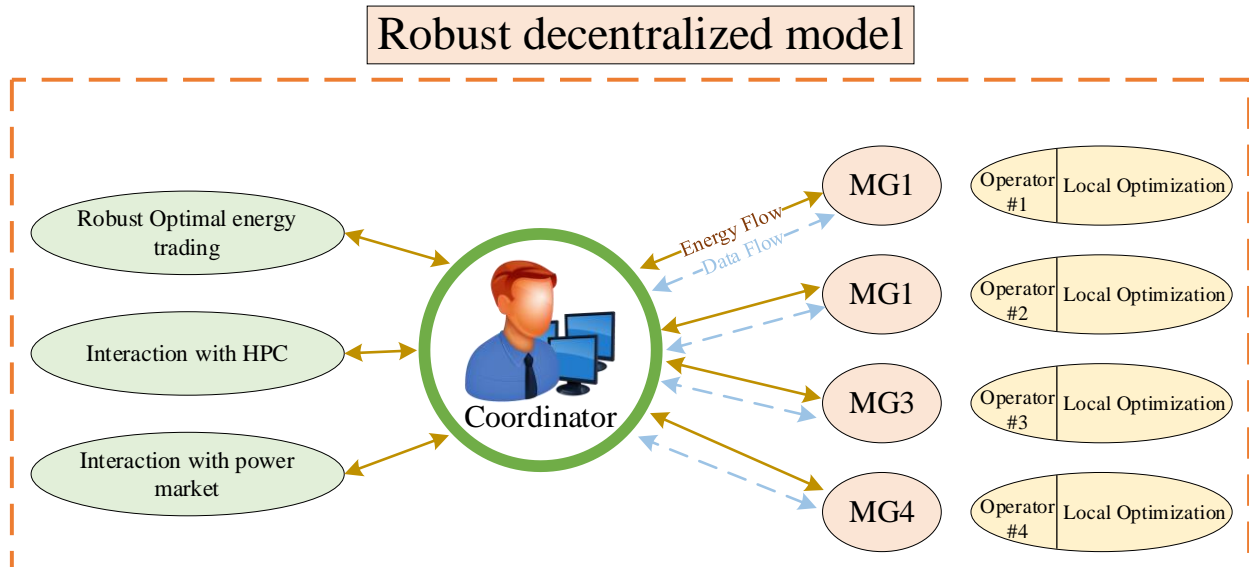 Robust decentralized model
Robust Optimal energy
trading
Interaction with HPC
Interaction with power
market
Coordinator
Energy Flow
Data Flow
MG1
Operator
#1
Local Optimization
MG1
Operator
#2
Local Optimization
MG3
Operator
#3
Local Optimization
MG4
Operator
#4
Local Optimization